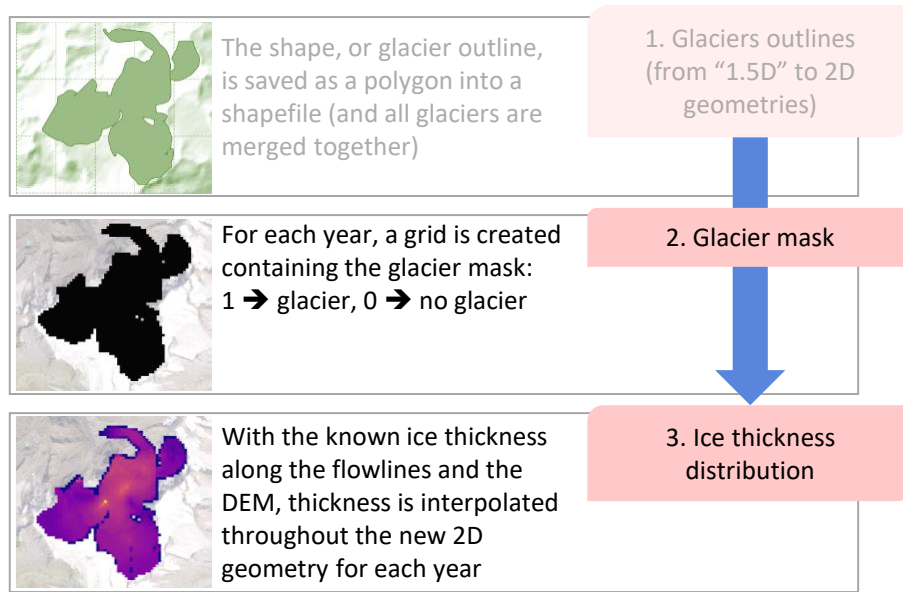 The shape, or glacier outline,
is saved as a polygon into a
shapefile (and all glaciers are
merged together)
1. Glaciers outlines
(from “1.5D” to 2D
geometries)
For each year, a grid is created
containing the glacier mask:
1 ➔ glacier, 0 ➔ no glacier
2. Glacier mask
With the known ice thickness
along the flowlines and the
DEM, thickness is interpolated
throughout the new 2D
geometry for each year
3. Ice thickness
distribution